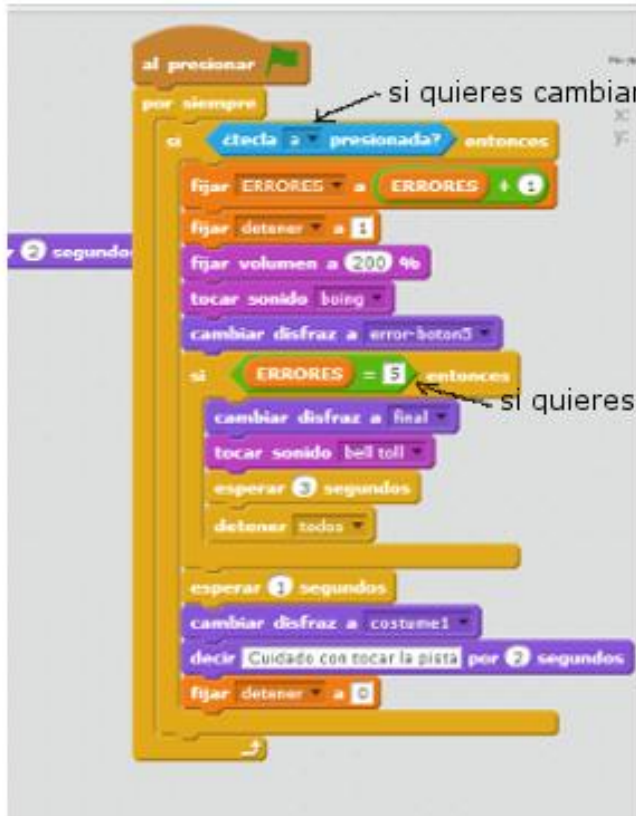 al presionar
por siempre
si quieres cambiar
si ¿tecla a presionada? entonces
fijar ERRORES a ERRORES + 1
fijar detener a 1
2 segundo
fijar volumen a 200 %
tocar sonido boing
cambiar disfraz a error-boton5
si ERRORES = 5 entonces
si quieres
cambiar disfraz a final
tocar sonido bell toll
esperar 3 segundos
detener todos
esperar 1 segundos
cambiar disfraz a costume1
decir Cuidado con tocar la pista por 2 segundos
fijar detener a 0